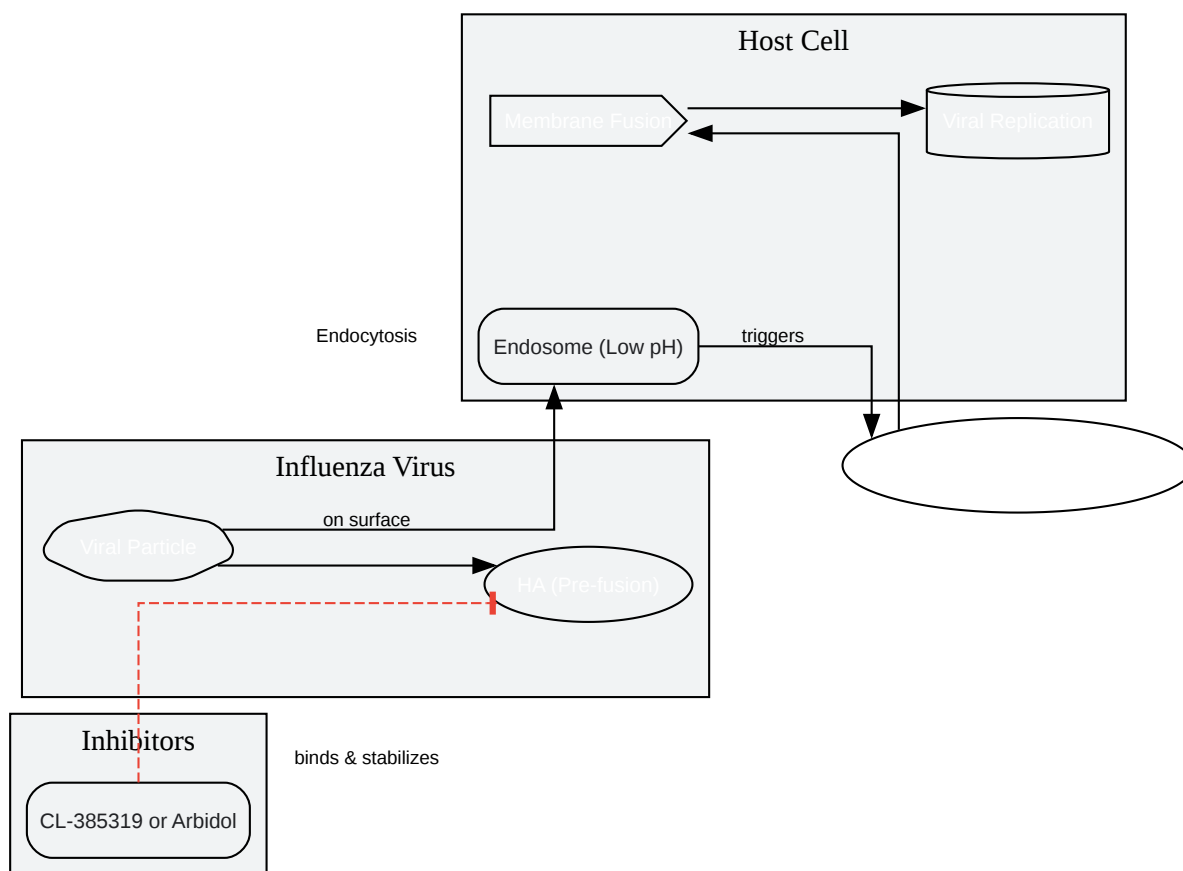 Host Cell
Membrane Fusion
Viral Replication
Endocytosis
Endosome (Low pH)
triggers
Influenza Virus
on surface
Viral Particle
HA (Pre-fusion)
Inhibitors
binds & stabilizes
CL-385319 or Arbidol